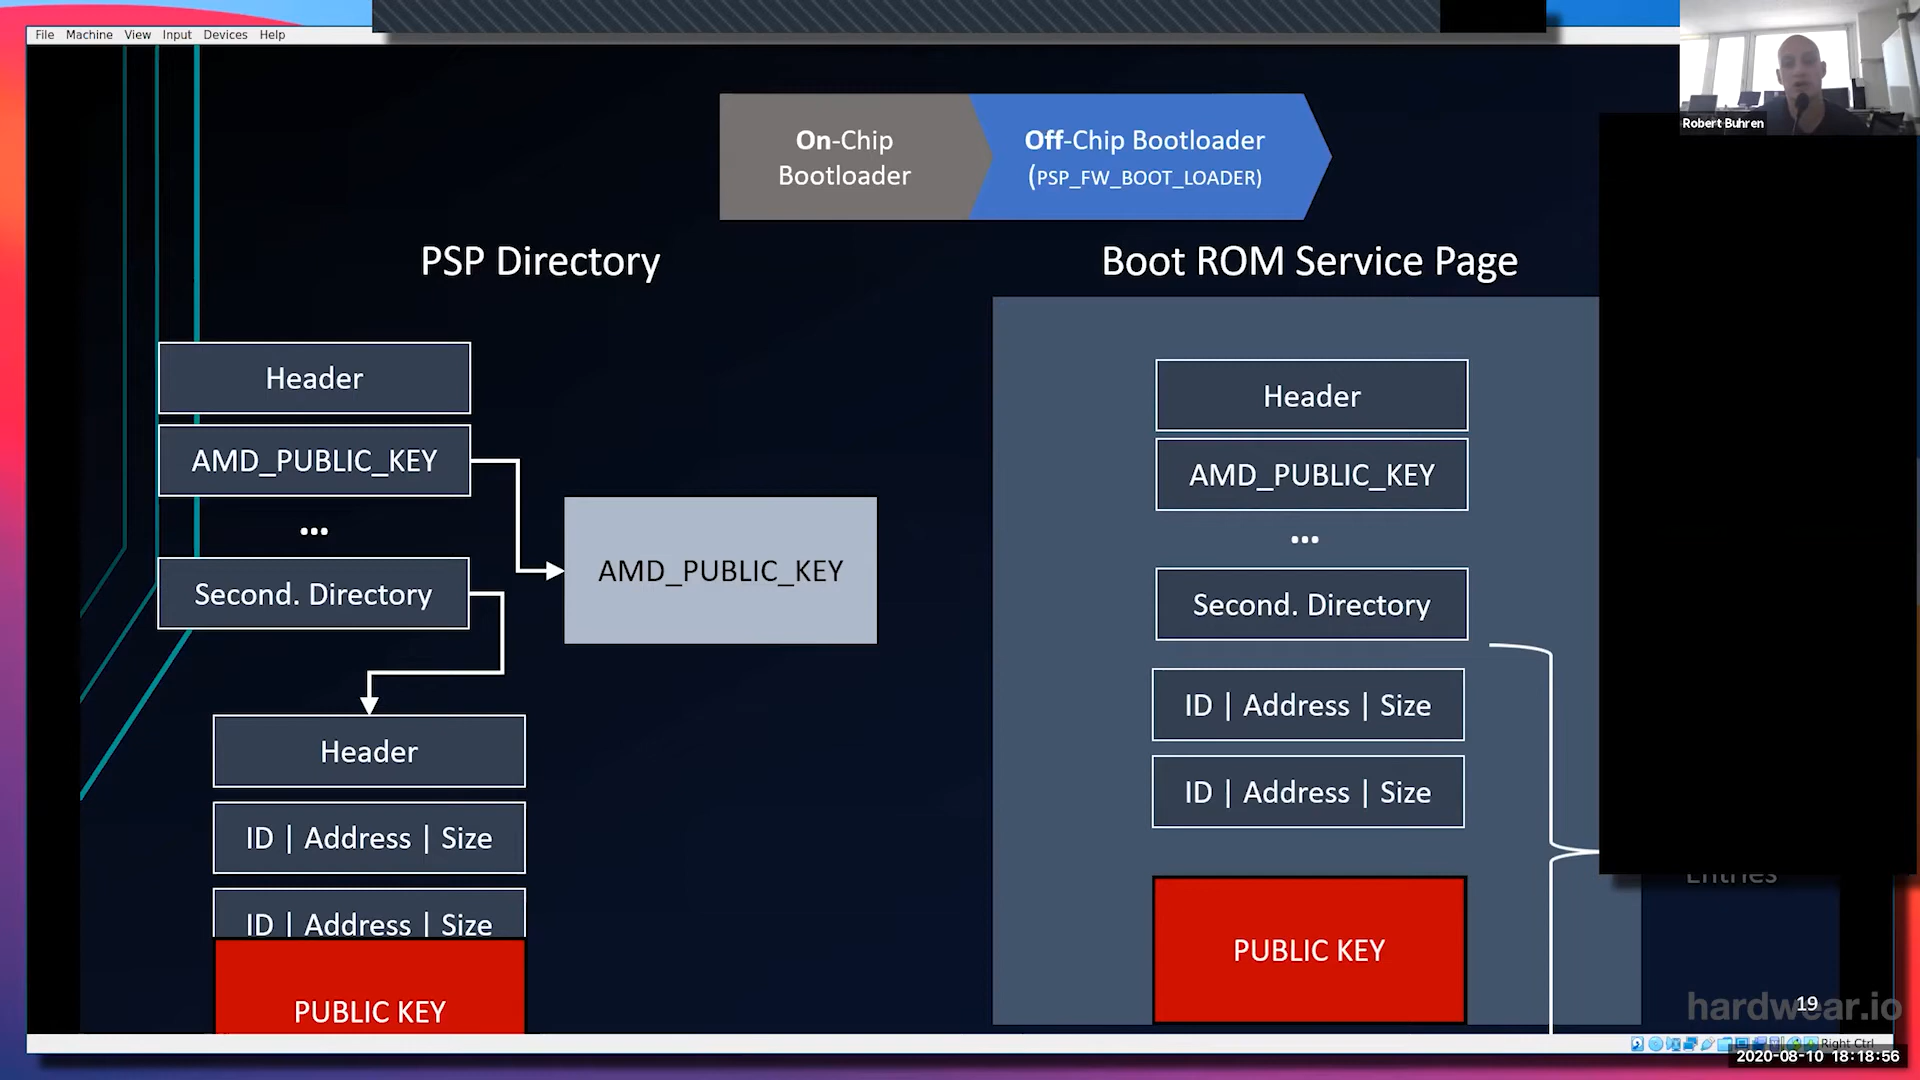 File Machine View Input Devices Help
Robert Buhren
On-Chip
Bootloader
Off-Chip Bootloader
(PSP_FW_BOOT_LOADER)
PSP Directory
Header
AMD_PUBLIC_KEY
...
Second. Directory
AMD_PUBLIC_KEY
Header
ID | Address | Size
ID | Address | Size
PUBLIC KEY
Boot ROM Service Page
Header
AMD_PUBLIC_KEY
...
Second. Directory
ID | Address | Size
ID | Address | Size
PUBLIC KEY
Entries
hardwear.io
19
Right Ctrl
2020-08-10 18:18:56